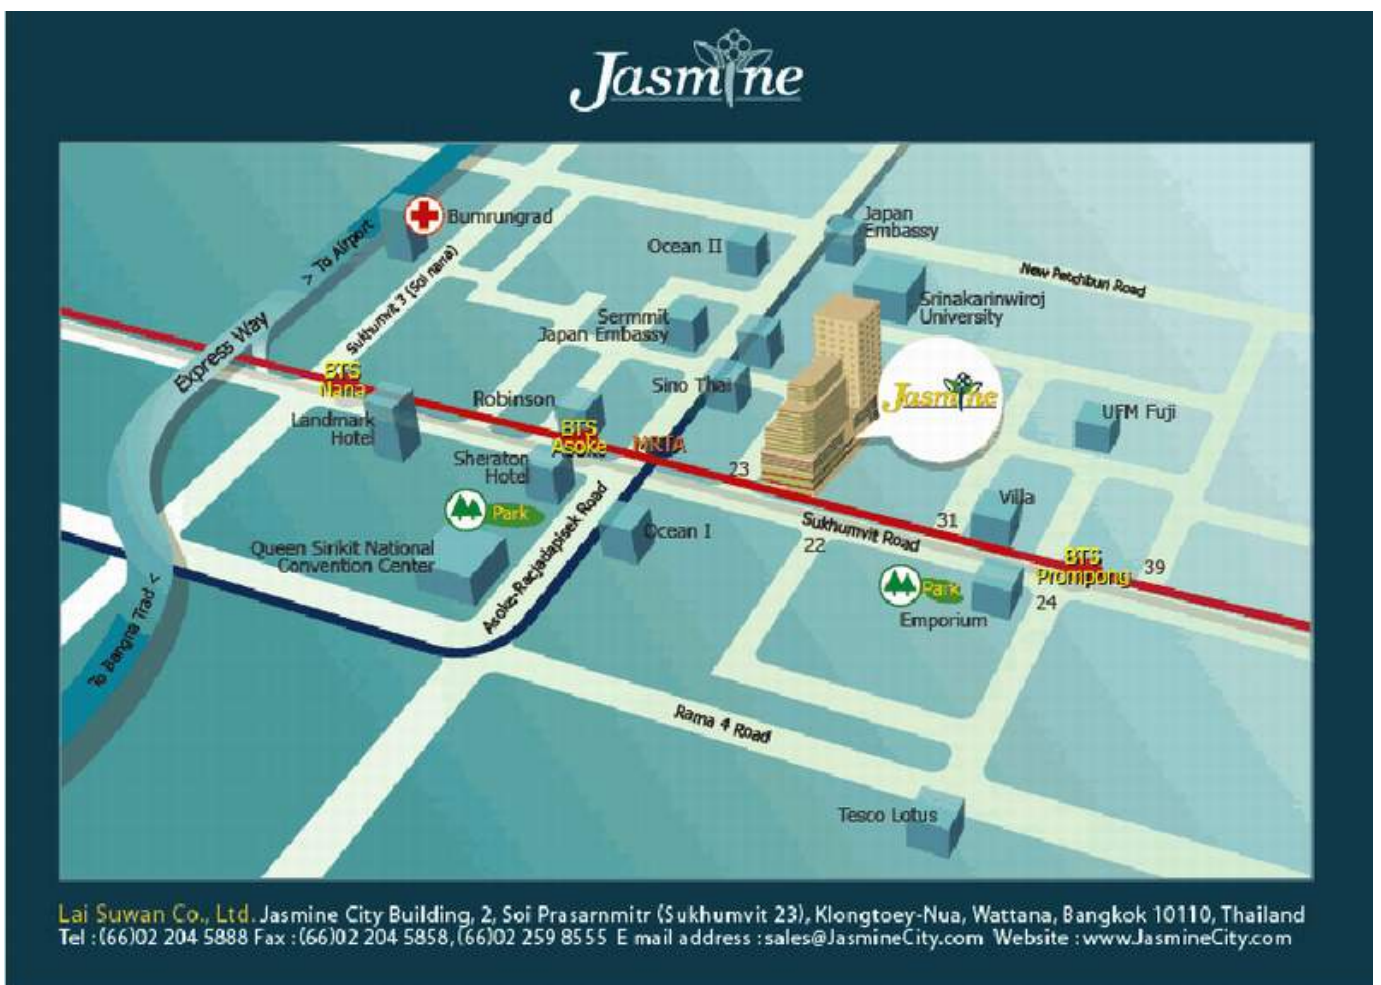 Jasmine
Bumrungrad
Japan
Embassy
Ocean II
> To Airport
Sukhumvit 3 (Soi nana)
New Petchburi Road
Srinakarinwiroj
University
Sermmit
Japan Embassy
Express Way
BTS
Nana
Sino Thai
Jasmine
Robinson
Landmark
Hotel
UFM Fuji
BTS
Asoke
MRTA
Sheraton
Hotel
23
Park
Villa
Ocean I
31
Sukhumvit Road
22
Asoke-Racjadapisek Road
Queen Sirikit National
Convention Center
BTS
Prompong
39
Park
24
Emporium
To Bangna Trad <
Rama 4 Road
Tesco Lotus
Lai Suwan Co., Ltd. Jasmine City Building, 2, Soi Prasarnmitr (Sukhumvit 23), Klongtoey-Nua, Wattana, Bangkok 10110, Thailand
Tel :(66)02 204 5888 Fax :(66)02 204 5858,(66)02 259 8555 E mail address :sales@JasmineCity.com Website :www.JasmineCity.com